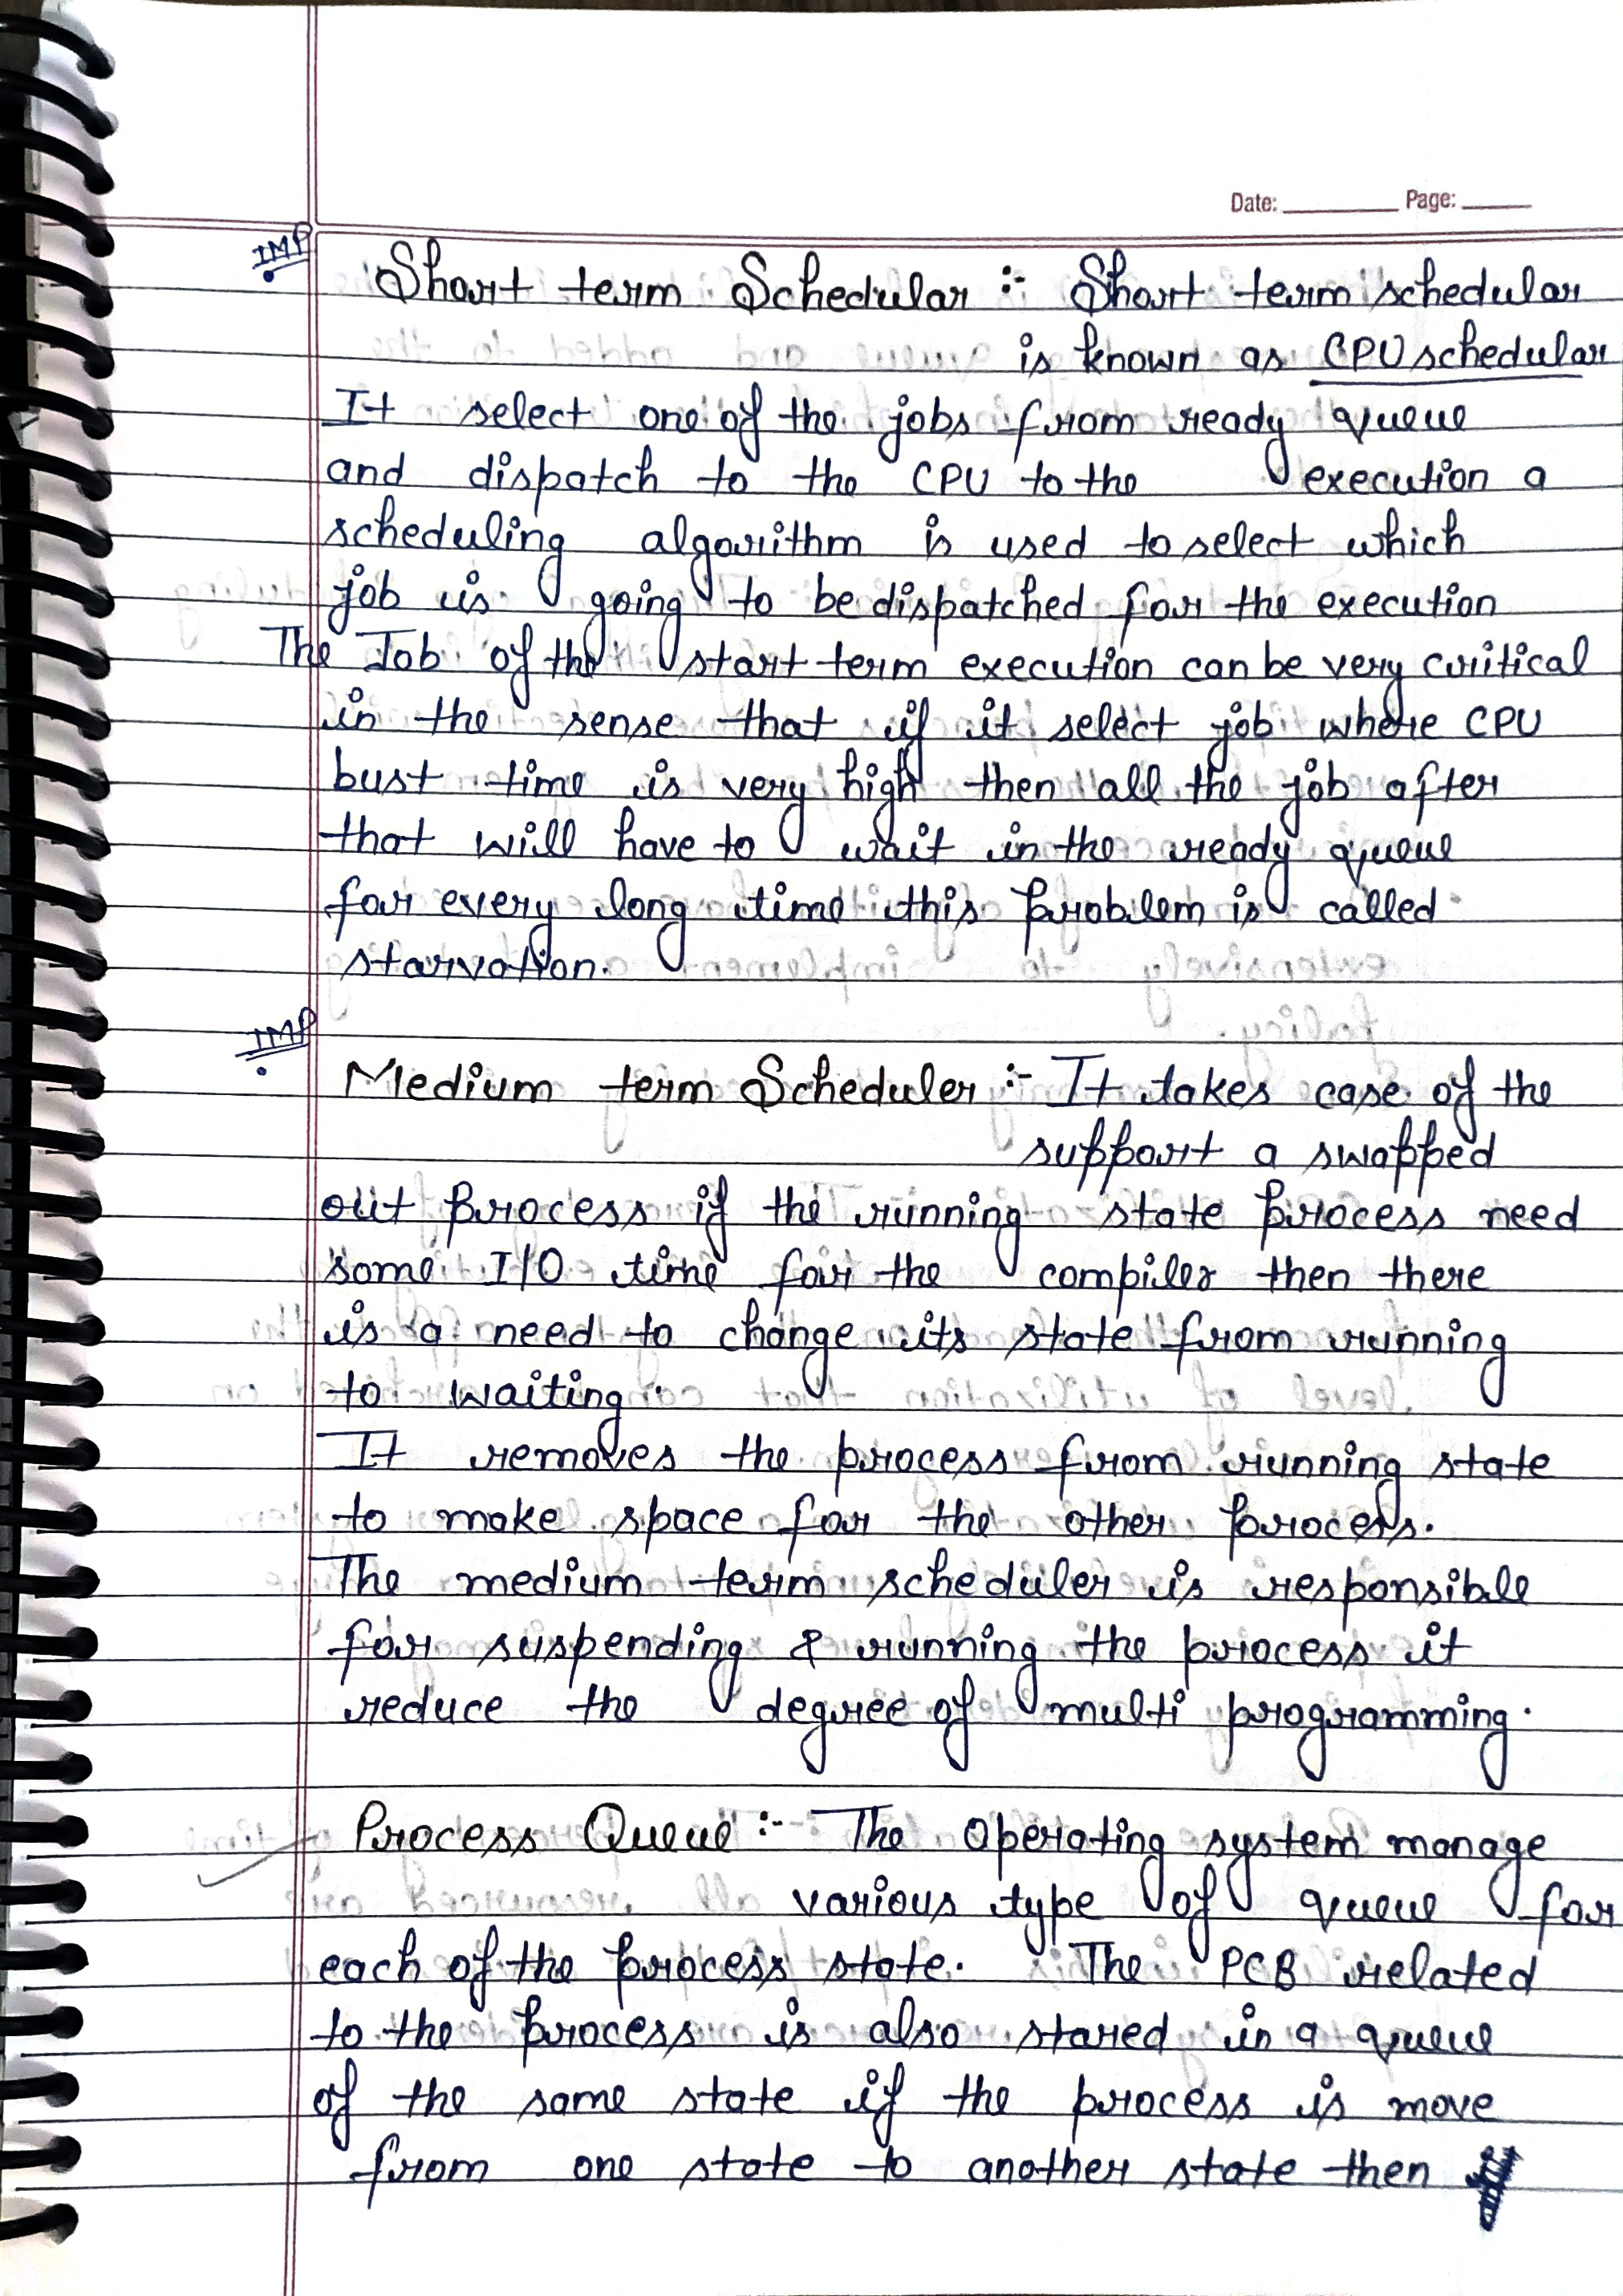 Date: ________ Page: _____
IMP
Short term Schedular :- Short term schedular
is known as CPU schedular
It select one of the jobs from ready queue
and dispatch to the CPU to the execution a
scheduling algorithm is used to select which
job is going to be dispatched for the execution
The Job of the start term execution can be very critical
in the sense that if it select job where CPU
bust time is very high then all the job after
that will have to wait in the ready queue
for every long time this problem is called
starvation.
IMP
Medium term Scheduler :- It takes case of the
support a swapped
out process if the running state process need
some I/O time for the compiler then there
is a need to change its state from running
to waiting.
It removes the process from running state
to make space for the other process.
The medium term scheduler is responsible
for suspending & running the process it
reduce the degree of multi programming.
Process Queue :- The Operating system manage
various type of queue for
each of the process state. The PCB related
to the process is also stared in a queue
of the same state if the process is move
from one state to another state then